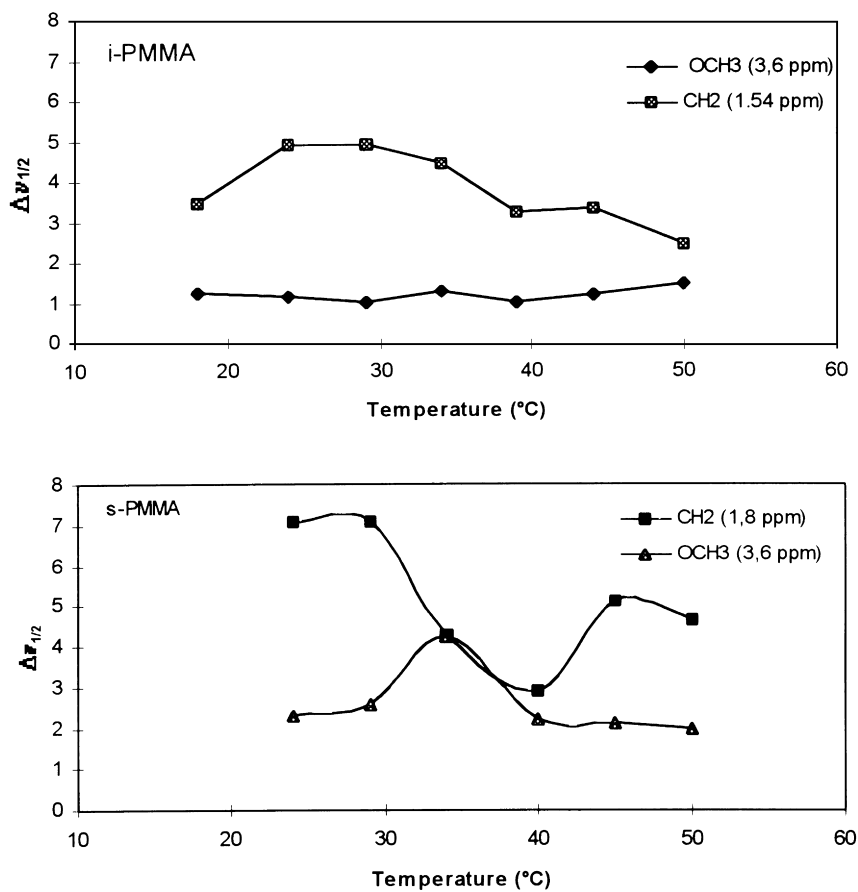 8
i-PMMA
7
OCH3 (3,6 ppm)
6
CH2 (1.54 ppm)
5
4
3
2
1
0
Δν1/2
10 20 30 40 50 60
Temperature (°C)
8
s-PMMA
7
CH2 (1,8 ppm)
6
OCH3 (3,6 ppm)
5
4
3
2
1
0
Δν1/2
10 20 30 40 50 60
Temperature (°C)